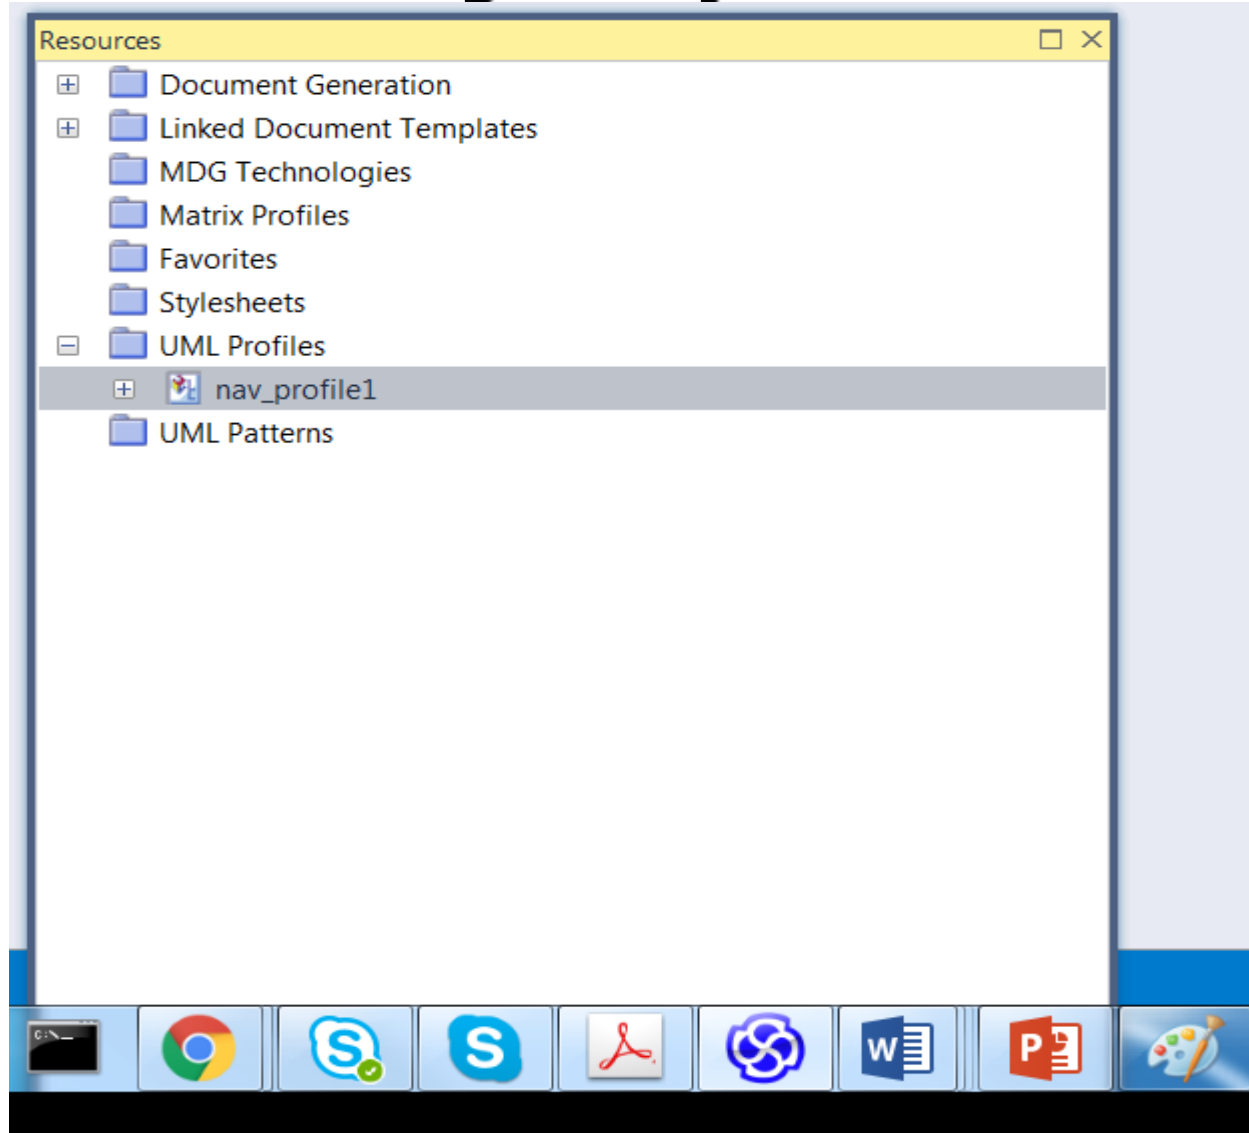 Resources
Document Generation
Linked Document Templates
MDG Technologies
Matrix Profiles
Favorites
Stylesheets
UML Profiles
nav_profile1
UML Patterns
C:\_